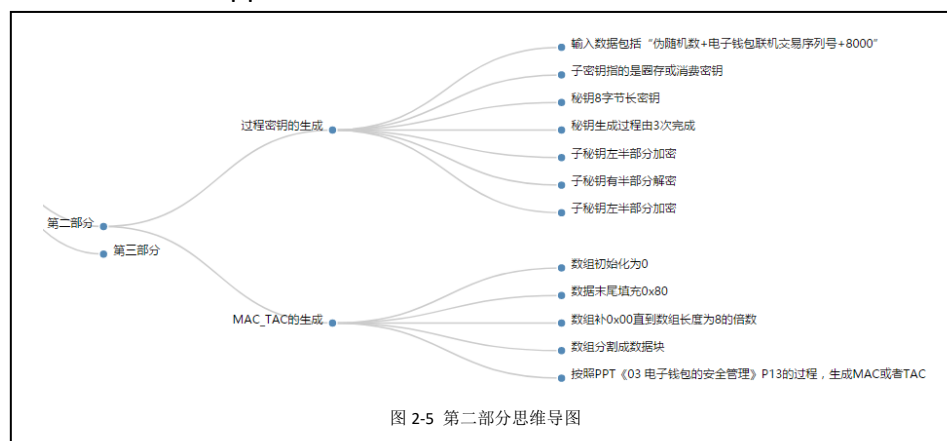 输入数据包括“伪随机数+电子钱包联机交易序列号+8000”
子密钥指的是圈存或消费密钥
秘钥8字节长密钥
过程密钥的生成
秘钥生成过程由3次完成
子秘钥左半部分加密
子秘钥有半部分解密
子秘钥左半部分加密
第二部分
第三部分
数组初始化为0
数据末尾填充0x80
MAC_TAC的生成
数组补0x00直到数组长度为8的倍数
数组分割成数据块
按照PPT《03 电子钱包的安全管理》P13的过程，生成MAC或者TAC
图 2-5 第二部分思维导图